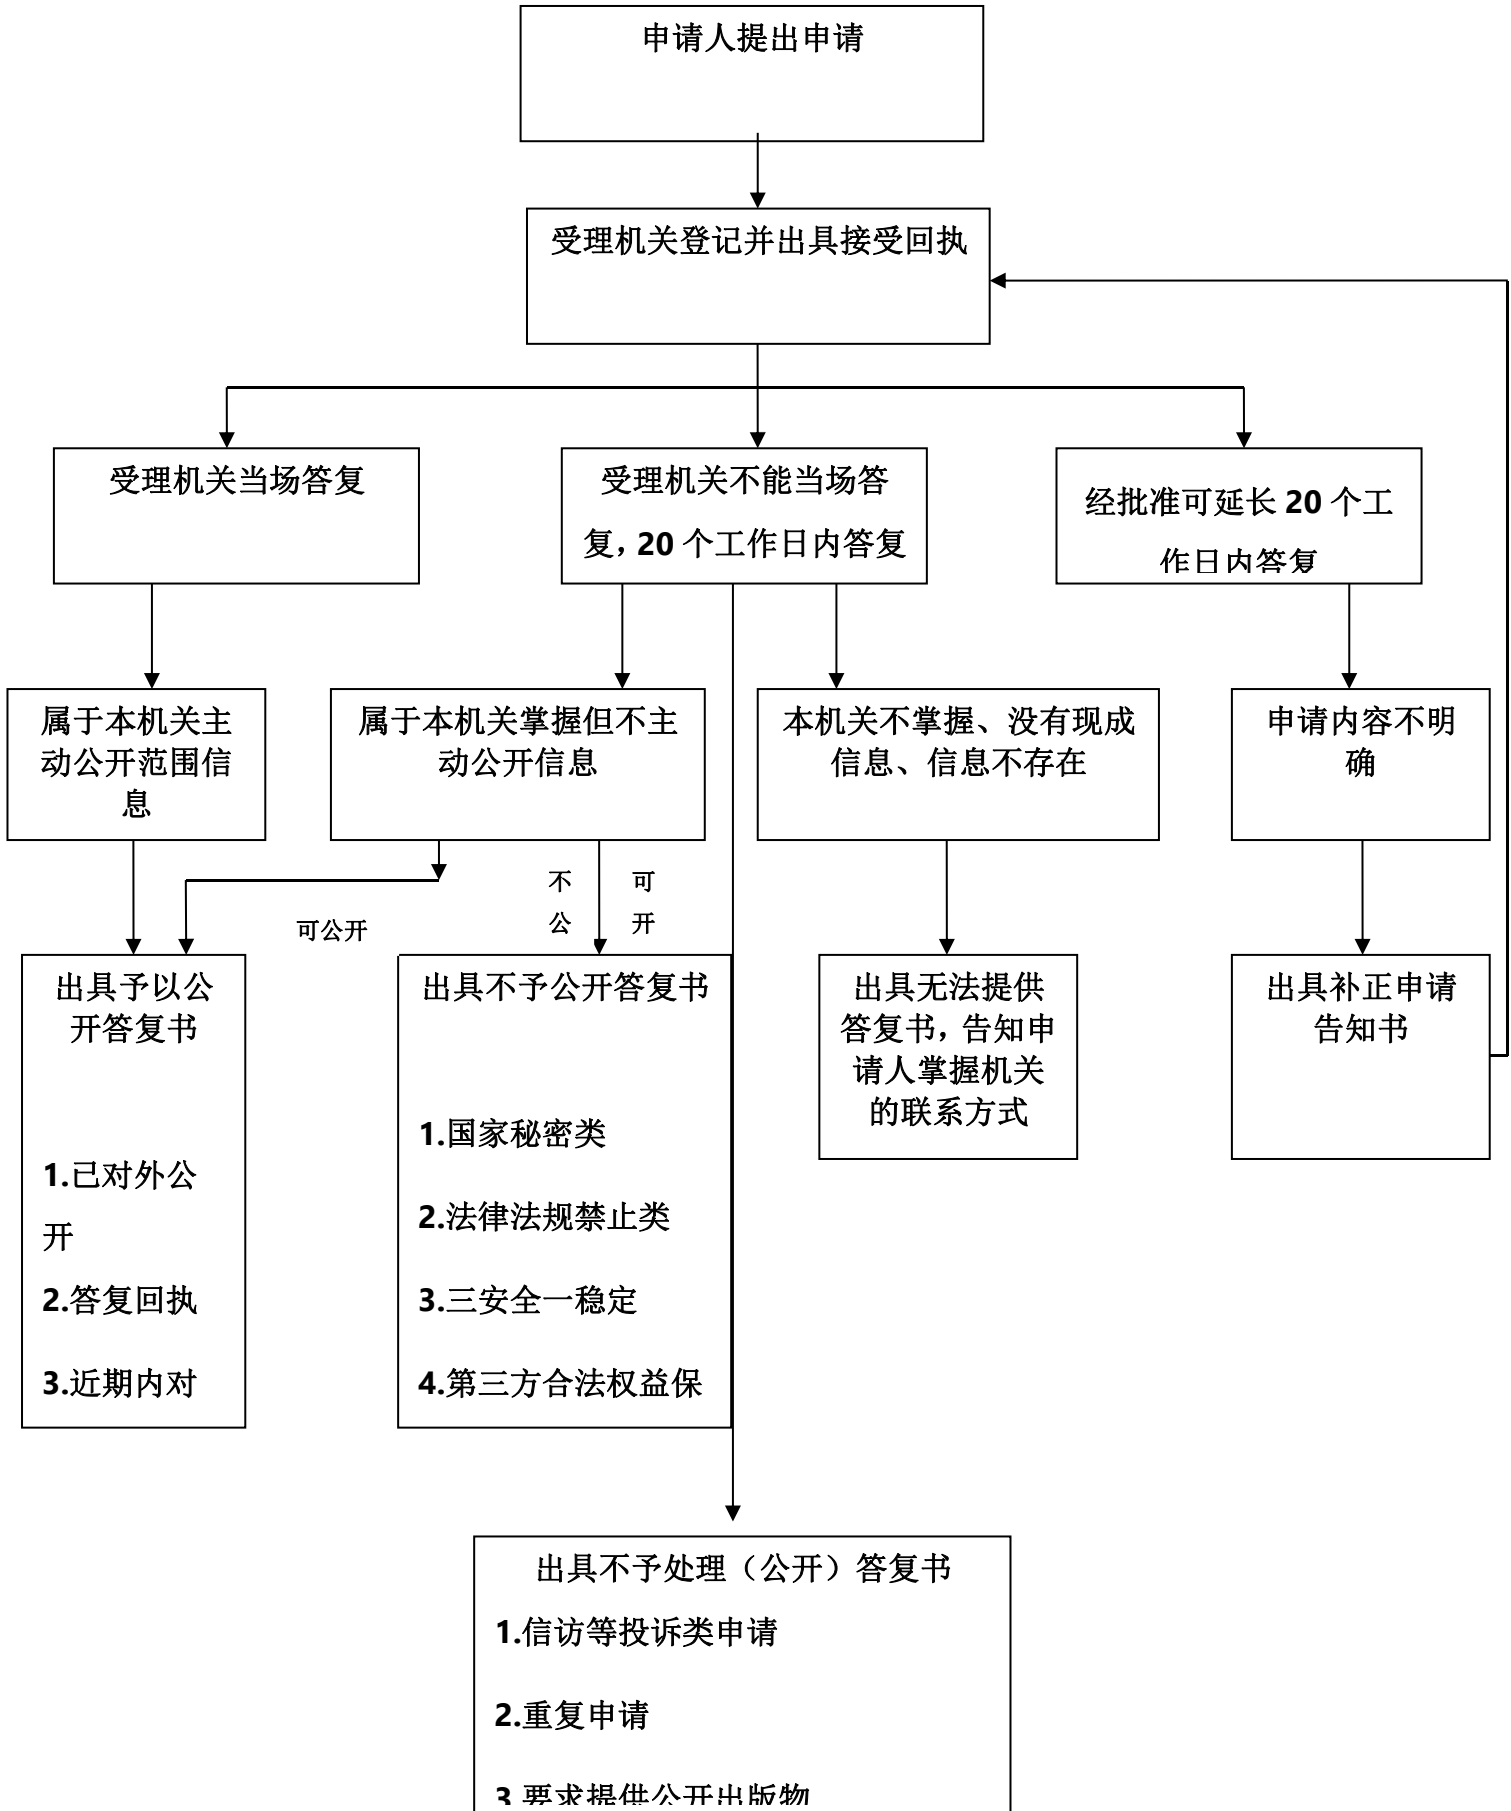 申请人提出申请
受理机关登记并出具接受回执
受理机关当场答复
受理机关不能当场答
复，20 个工作日内答复
经批准可延长 20 个工
作日内答复
属于本机关主
动公开范围信
息
属于本机关掌握但不主
动公开信息
本机关不掌握、没有现成
信息、信息不存在
申请内容不明
确
可公开
不 可
公 开
出具予以公
开答复书
1.已对外公
开
2.答复回执
3.近期内对
出具不予公开答复书
1.国家秘密类
2.法律法规禁止类
3.三安全一稳定
4.第三方合法权益保
出具无法提供
答复书，告知申
请人掌握机关
的联系方式
出具补正申请
告知书
出具不予处理（公开）答复书
1.信访等投诉类申请
2.重复申请
3.要求提供公开出版物